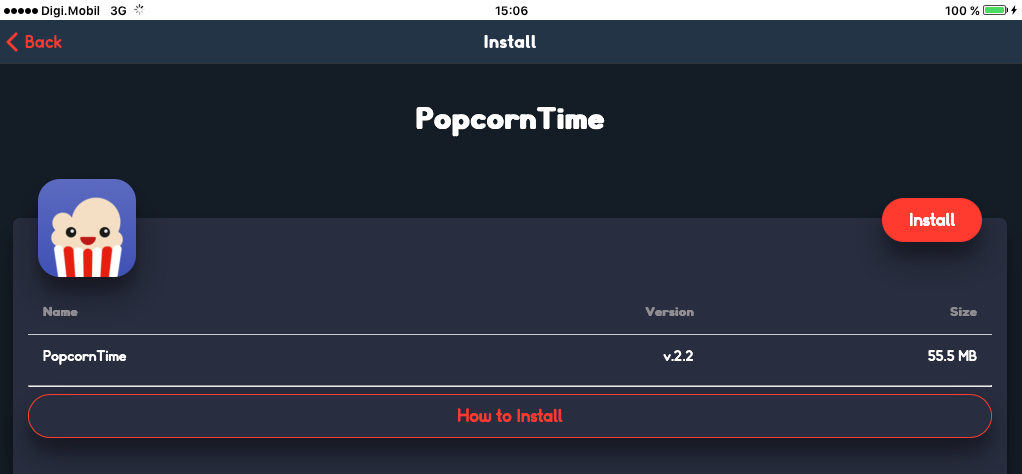 Digi.Mobil 3G 15:06 100 %
Back Install
PopcornTime
Install
Name Version Size
PopcornTime v.2.2 55.5 MB
How to Install